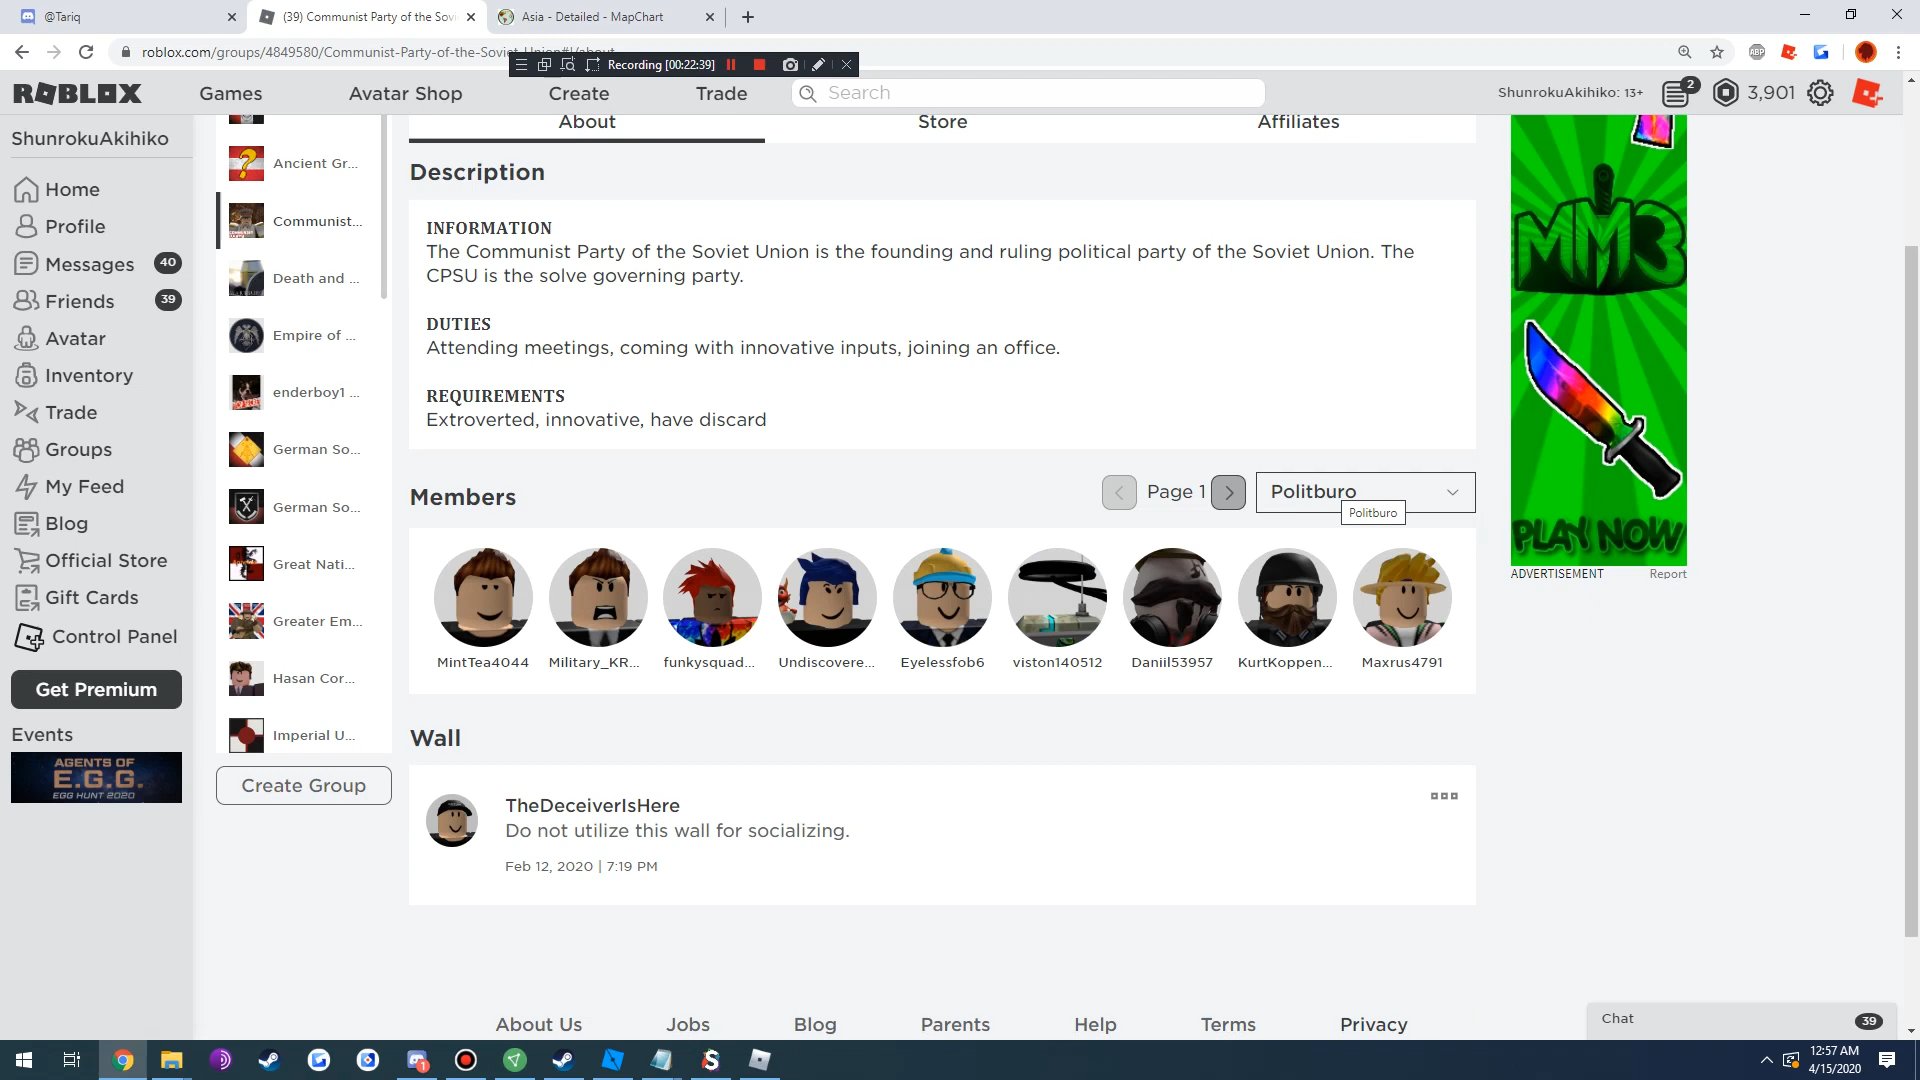 @Tariq
(39) Communist Party of the Sovi
Asia - Detailed - MapChart
roblox.com/groups/4849580/Communist-Party-of-the-Soviet-Union#!/about
Recording [00:22:39]
ROBLOX
Games
Avatar Shop
Create
Trade
Search
ShunrokuAkihiko: 13+
2
3,901
ShunrokuAkihiko
Home
Profile
Messages
40
Friends
39
Avatar
Inventory
Trade
Groups
My Feed
Blog
Official Store
Gift Cards
Control Panel
Get Premium
Events
AGENTS OF
E.G.G.
EGG HUNT 2020
Ancient Gr...
Communist...
Death and ...
Empire of ...
enderboy1 ...
German So...
German So...
Great Nati...
Greater Em...
Hasan Cor...
Imperial U...
Create Group
About
Store
Affiliates
Description
INFORMATION
The Communist Party of the Soviet Union is the founding and ruling political party of the Soviet Union. The
CPSU is the solve governing party.
DUTIES
Attending meetings, coming with innovative inputs, joining an office.
REQUIREMENTS
Extroverted, innovative, have discard
Members
Page 1
Politburo
Politburo
MintTea4044
Military_KR...
funkysquad...
Undiscovere...
Eyelessfob6
viston140512
Daniil53957
KurtKoppen...
Maxrus4791
Wall
TheDeceiverIsHere
Do not utilize this wall for socializing.
Feb 12, 2020 | 7:19 PM
MM3
PLAY NOW
ADVERTISEMENT
Report
About Us
Jobs
Blog
Parents
Help
Terms
Privacy
Chat
39
12:57 AM
4/15/2020